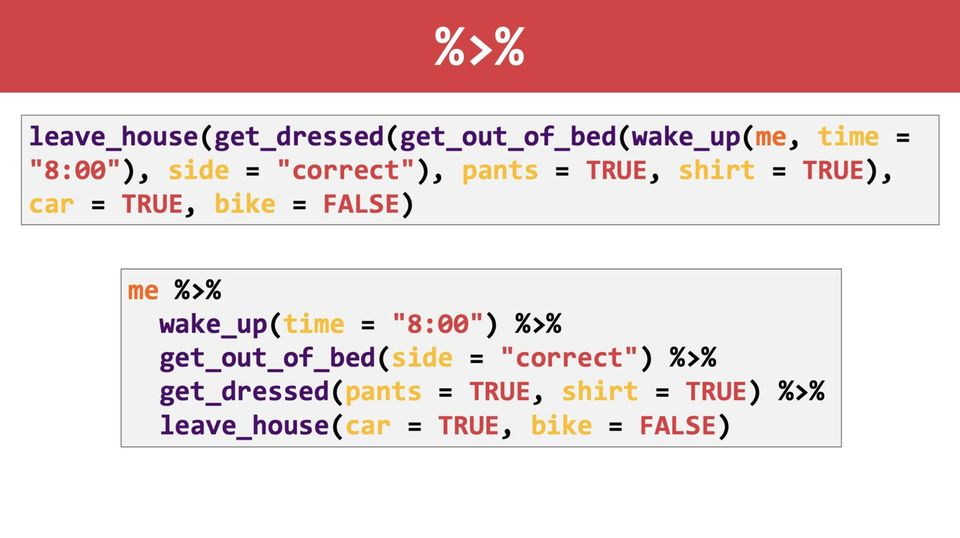 %>%
leave_house(get_dressed(get_out_of_bed(wake_up(me, time =
"8:00"), side = "correct"), pants = TRUE, shirt = TRUE),
car = TRUE, bike = FALSE)
me %>%
  wake_up(time = "8:00") %>%
  get_out_of_bed(side = "correct") %>%
  get_dressed(pants = TRUE, shirt = TRUE) %>%
  leave_house(car = TRUE, bike = FALSE)